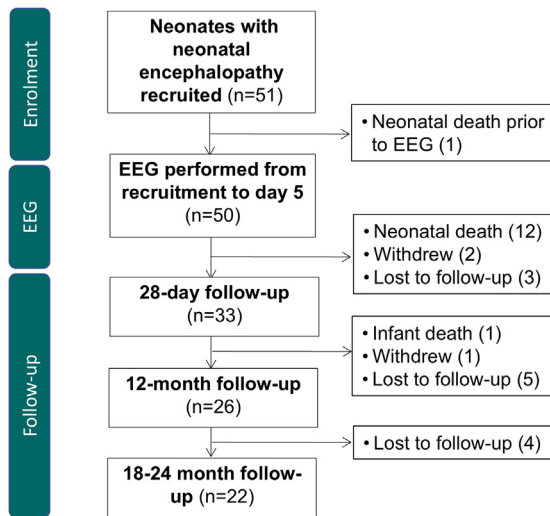 Enrolment
Neonates with
neonatal
encephalopathy
recruited (n=51)
• Neonatal death prior
to EEG (1)
EEG
EEG performed from
recruitment to day 5
(n=50)
• Neonatal death (12)
• Withdrew (2)
• Lost to follow-up (3)
Follow-up
28-day follow-up
(n=33)
• Infant death (1)
• Withdrew (1)
• Lost to follow-up (5)
12-month follow-up
(n=26)
• Lost to follow-up (4)
18-24 month follow-
up (n=22)